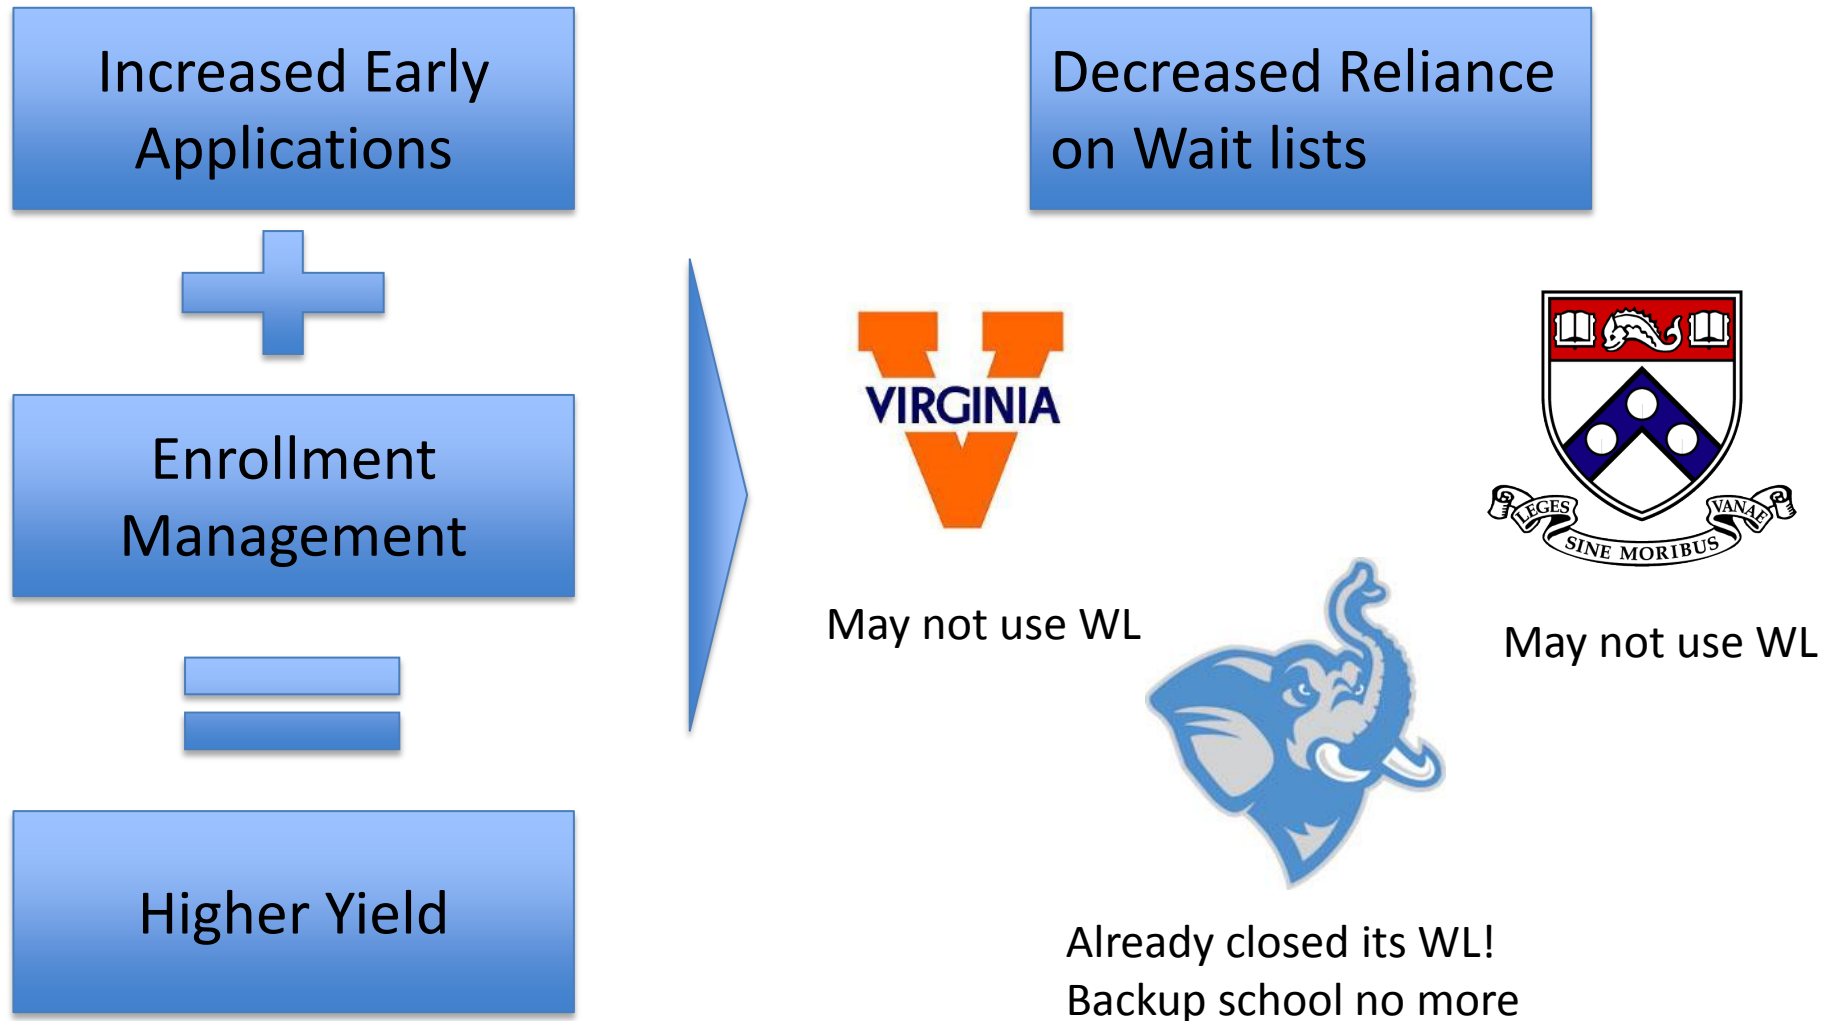 Increased Early
Applications
Enrollment
Management
Higher Yield
Decreased Reliance
on Wait lists
VIRGINIA
May not use WL
LEGES
SINE MORIBUS
VANAE
May not use WL
Already closed its WL!
Backup school no more